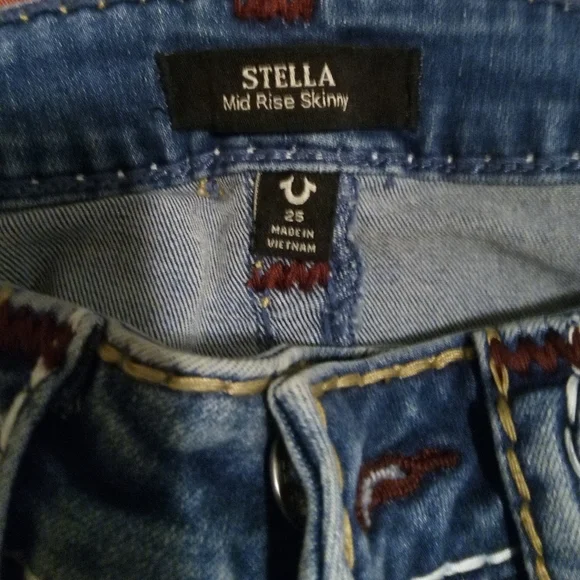 STELLA
Mid Rise Skinny
25
MADE IN
VIETNAM